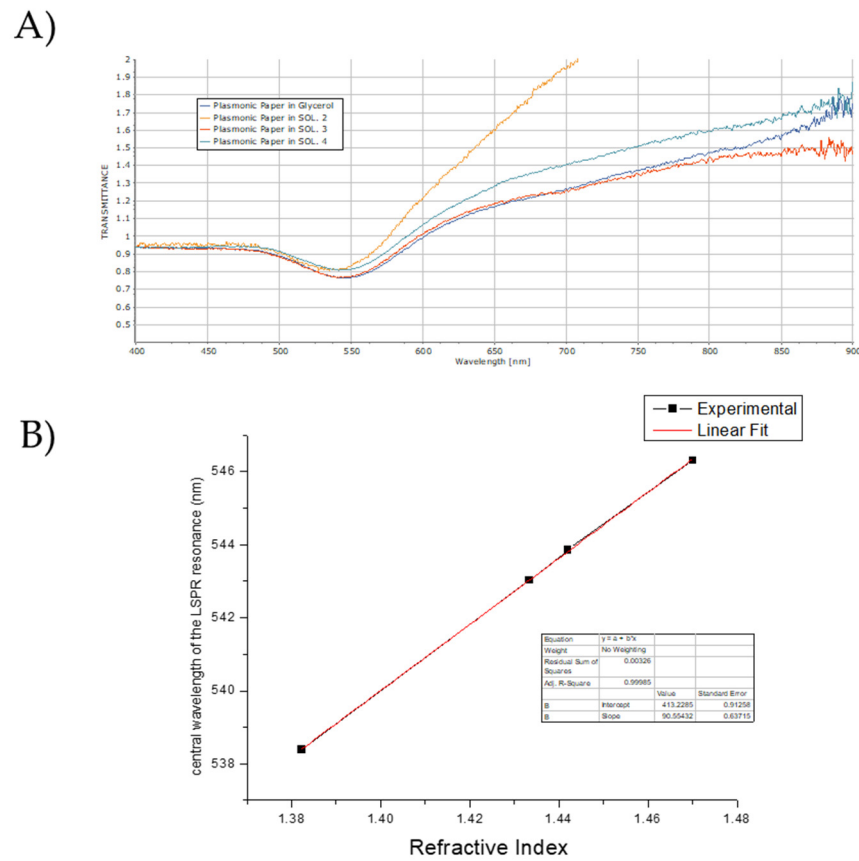 A)
2
1.9
1.8
1.7
1.6
1.5
1.4
1.3
1.2
1.1
1
0.9
0.8
0.7
0.6
0.5
TRANSMITTANCE
Plasmonic Paper in Glycerol
Plasmonic Paper in SOL. 2
Plasmonic Paper in SOL. 3
Plasmonic Paper in SOL. 4
400 450 500 550 600 650 700 750 800 850 900
Wavelength [nm]
B)
Experimental
Linear Fit
546
544
542
540
538
central wavelength of the LSPR resonance (nm)
Equation y = a + b*x
Weight No Weighting
Residual Sum of Squares 0.00326
Adj. R-Square 0.99985
Value Standard Error
B Intercept 413.2285 0.91258
B Slope 90.55432 0.63715
1.38 1.40 1.42 1.44 1.46 1.48
Refractive Index